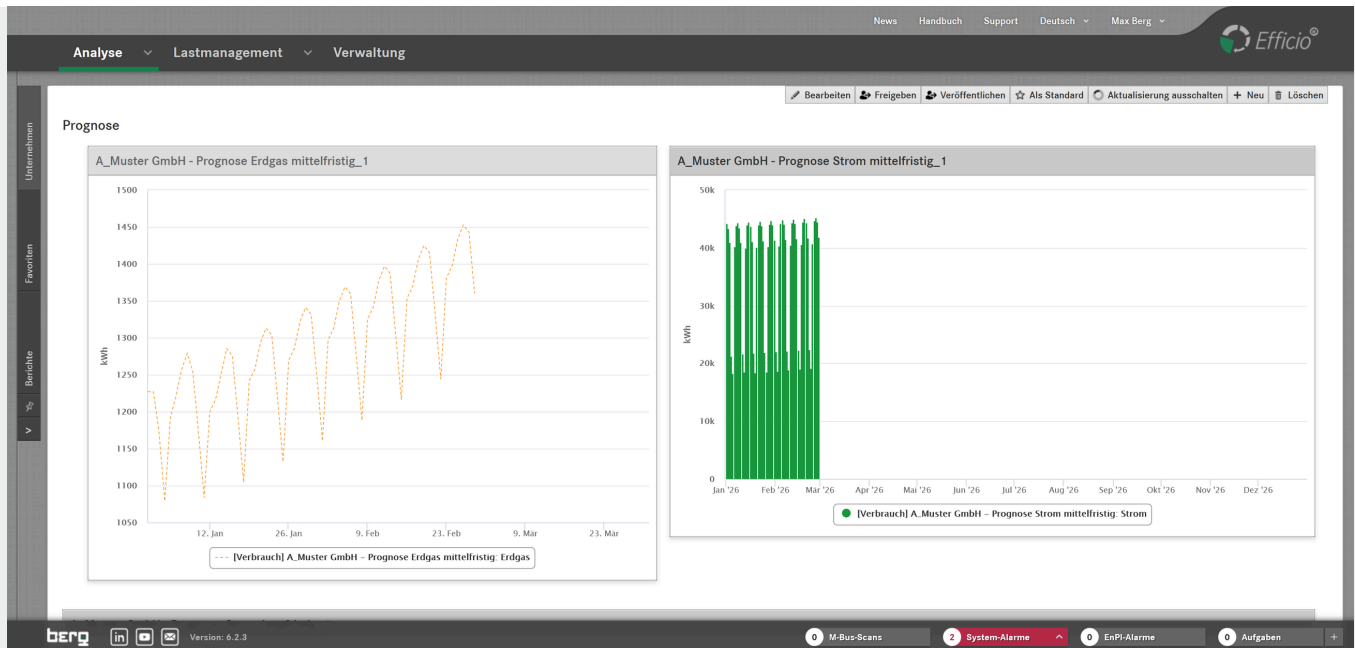 News Handbuch Support Deutsch Max Berg
Efficio®
Analyse Lastmanagement Verwaltung
Bearbeiten Freigeben Veröffentlichen Als Standard Aktualisierung ausschalten + Neu Löschen
Unternehmen
Favoriten
Berichte
>
Prognose
A_Muster GmbH - Prognose Erdgas mittelfristig_1
1500
1450
1400
1350
1300
1250
1200
1150
1100
1050
kWh
12. Jan 26. Jan 9. Feb 23. Feb 9. Mär 23. Mär
[Verbrauch] A_Muster GmbH – Prognose Erdgas mittelfristig: Erdgas
A_Muster GmbH - Prognose Strom mittelfristig_1
50k
40k
30k
20k
10k
0
kWh
Jan '26 Feb '26 Mär '26 Apr '26 Mai '26 Jun '26 Jul '26 Aug '26 Sep '26 Okt '26 Nov '26 Dez '26
[Verbrauch] A_Muster GmbH – Prognose Strom mittelfristig: Strom
berg in Version: 6.2.3 0 M-Bus-Scans 2 System-Alarme 0 EnPI-Alarme 0 Aufgaben +